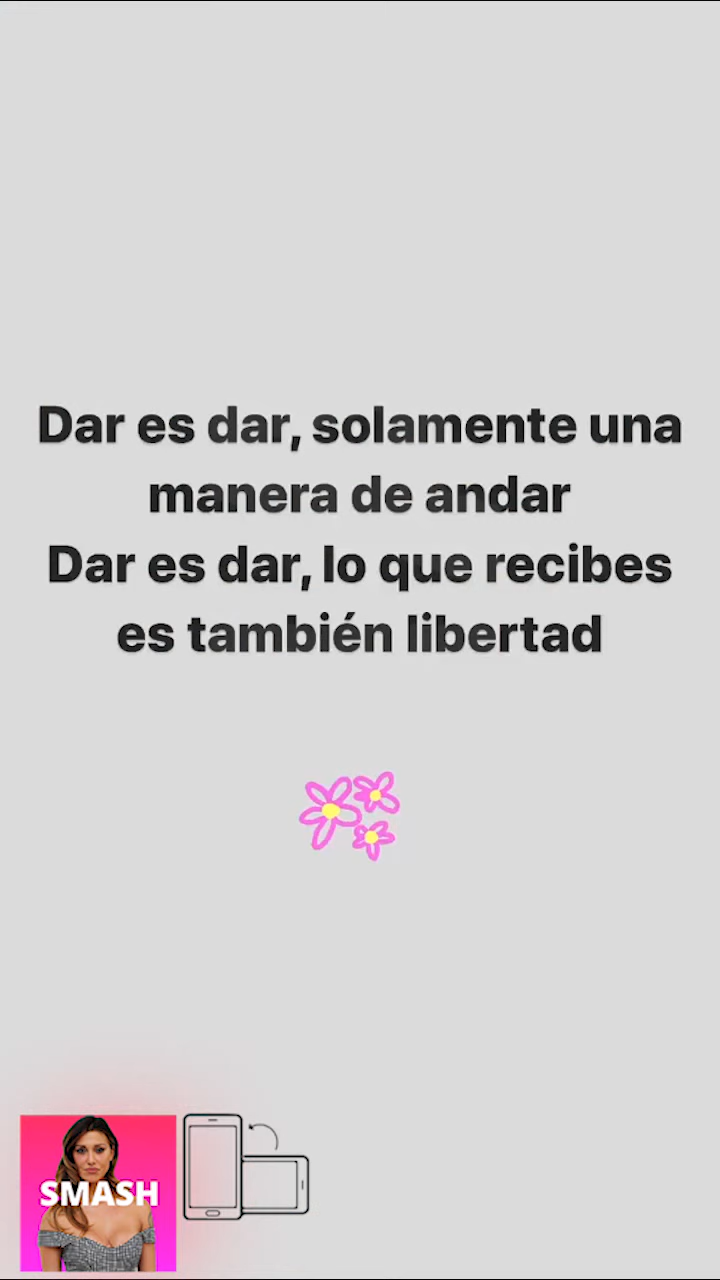 Dar es dar, solamente una
manera de andar
Dar es dar, lo que recibes
es también libertad
SMASH